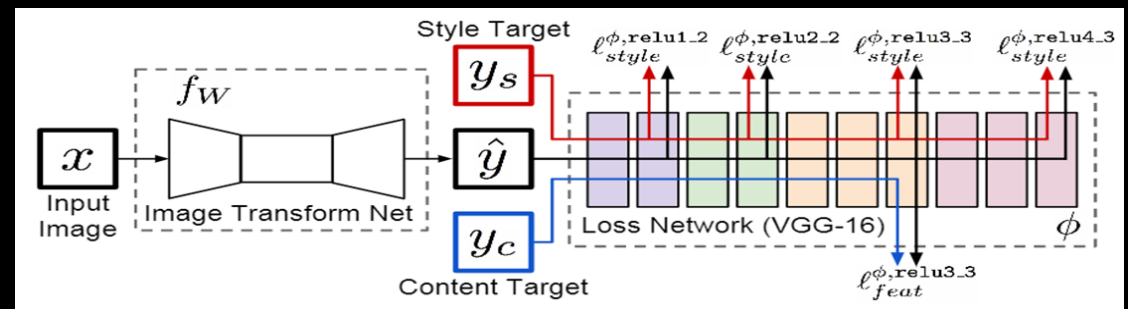 Style Target
y_s
ℓ^{ϕ,relu1_2}_{style}
ℓ^{ϕ,relu2_2}_{style}
ℓ^{ϕ,relu3_3}_{style}
ℓ^{ϕ,relu4_3}_{style}
f_W
x
ŷ
Input
Image
Image Transform Net
y_c
Content Target
Loss Network (VGG-16)
ϕ
ℓ^{ϕ,relu3_3}_{feat}